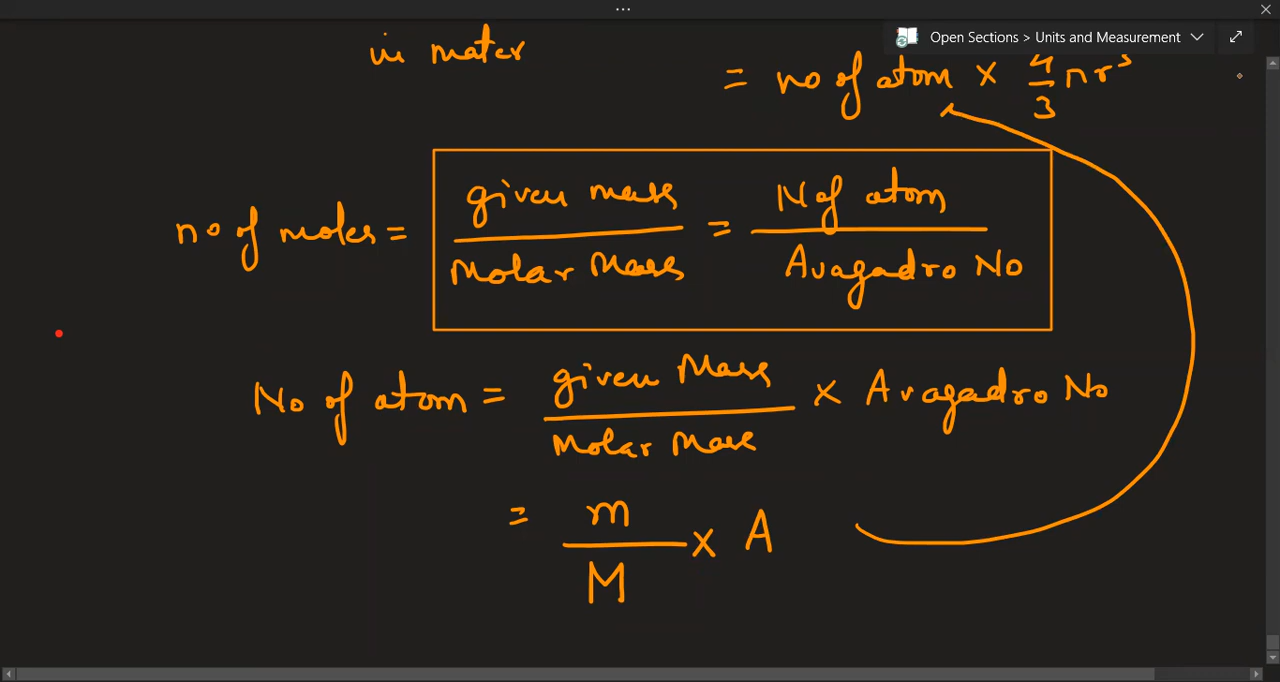 ...
Open Sections > Units and Measurement
in mater
= no of atom × 4/3 πr³
no of moles = given mass / Molar Mass = N of atom / Avagadro No
No of atom = given Mass / Molar Mass × Avagadro No
= m / M × A